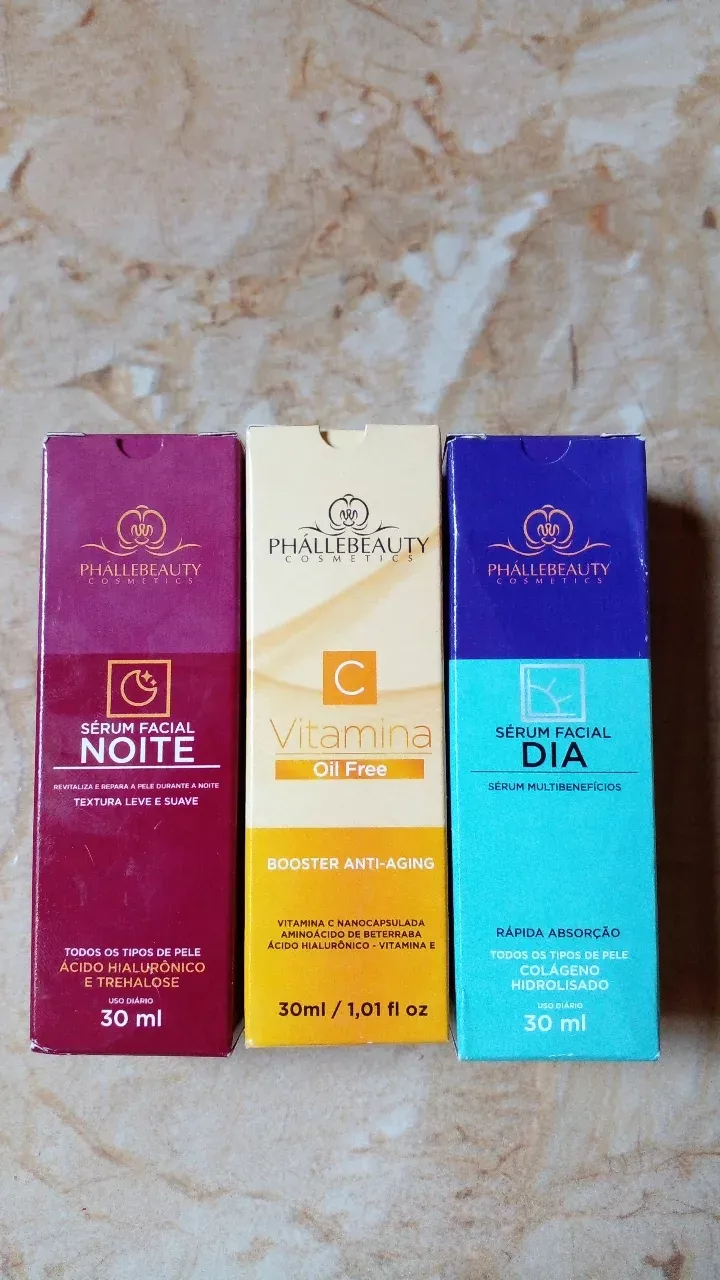 PHÁLLEBEAUTY
COSMETICS
SÉRUM FACIAL
NOITE
REVITALIZA E REPARA A PELE DURANTE A NOITE
TEXTURA LEVE E SUAVE
TODOS OS TIPOS DE PELE
ÁCIDO HIALURÔNICO
E TREHALOSE
USO DIÁRIO
30 ml
PHÁLLEBEAUTY
COSMETICS
C
Vitamina
Oil Free
BOOSTER ANTI-AGING
VITAMINA C NANOCAPSULADA
AMINOÁCIDO DE BETERRABA
ÁCIDO HIALURÔNICO - VITAMINA E
30ml / 1,01 fl oz
PHÁLLEBEAUTY
COSMETICS
SÉRUM FACIAL
DIA
SÉRUM MULTIBENEFÍCIOS
RÁPIDA ABSORÇÃO
TODOS OS TIPOS DE PELE
COLÁGENO
HIDROLISADO
USO DIÁRIO
30 ml